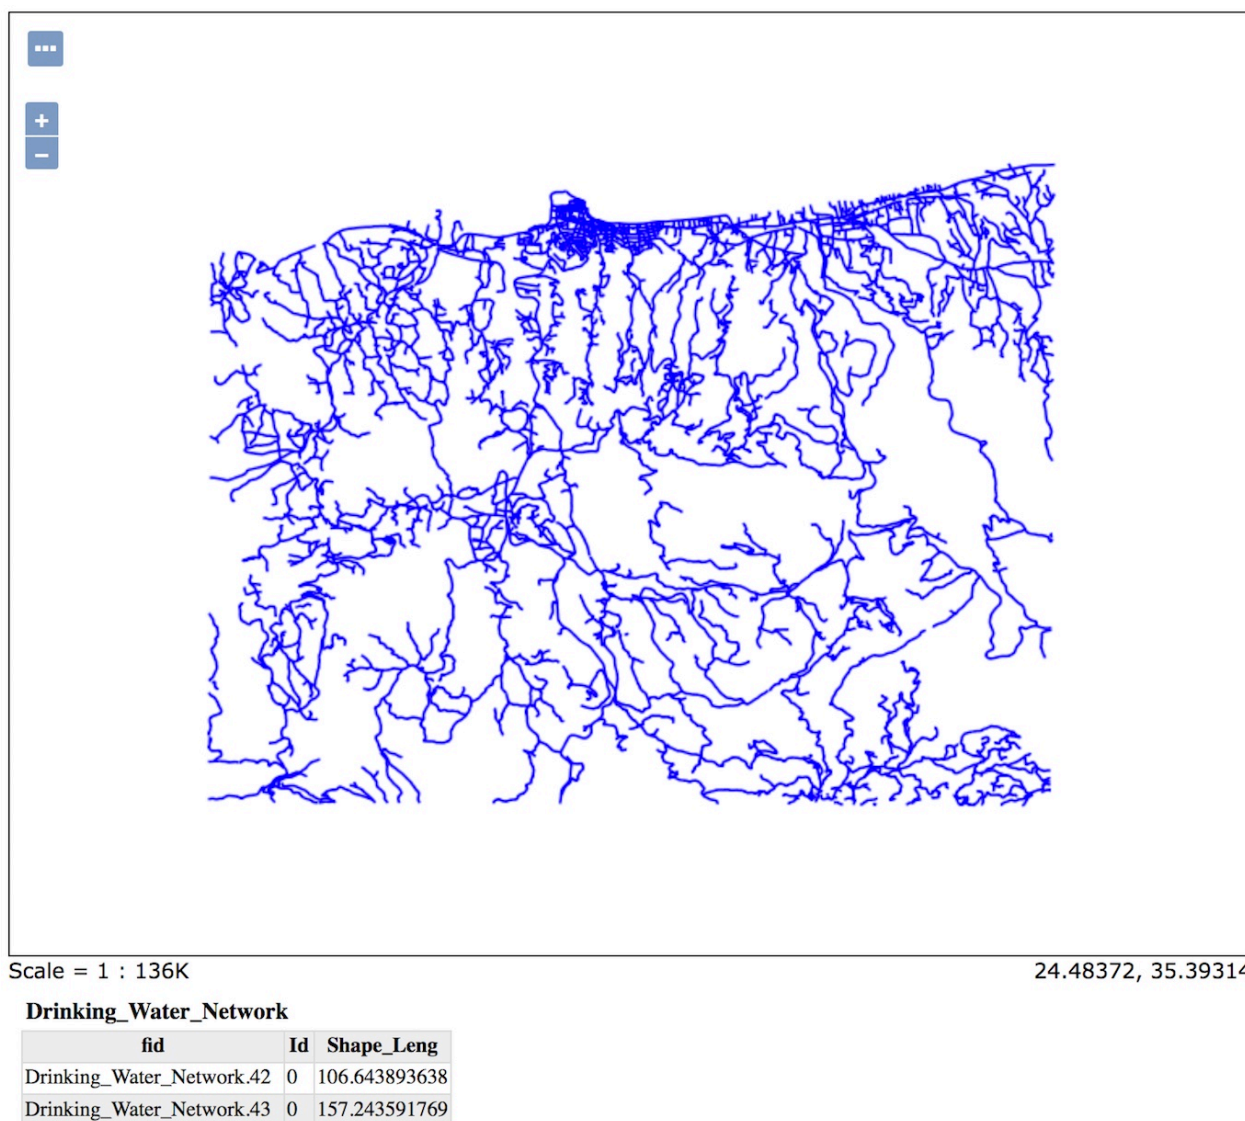 Scale = 1 : 136K
24.48372, 35.39314
Drinking_Water_Network
fid Id Shape_Leng
Drinking_Water_Network.42 0 106.643893638
Drinking_Water_Network.43 0 157.243591769